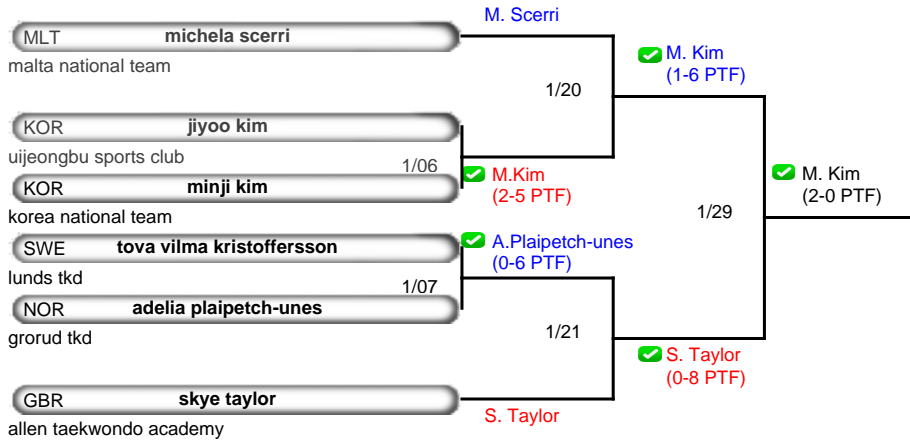 M. Scerri
MLT michela scerri
malta national team
M. Kim
(1-6 PTF)
1/20
KOR jiyoo kim
uijeongbu sports club
1/06
KOR minji kim
korea national team
M.Kim
(2-5 PTF)
M. Kim
(2-0 PTF)
1/29
SWE tova vilma kristoffersson
lunds tkd
A.Plaipetch-unes
(0-6 PTF)
1/07
NOR adelia plaipetch-unes
grorud tkd
1/21
S. Taylor
(0-8 PTF)
GBR skye taylor
allen taekwondo academy
S. Taylor